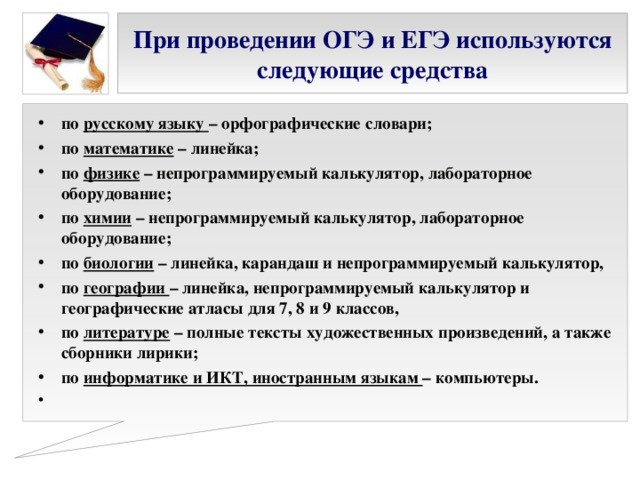 При проведении ОГЭ и ЕГЭ используются
следующие средства
• по русскому языку – орфографические словари;
• по математике – линейка;
• по физике – непрограммируемый калькулятор, лабораторное
оборудование;
• по химии – непрограммируемый калькулятор, лабораторное
оборудование;
• по биологии – линейка, карандаш и непрограммируемый калькулятор,
• по географии – линейка, непрограммируемый калькулятор и
географические атласы для 7, 8 и 9 классов,
• по литературе – полные тексты художественных произведений, а также
сборники лирики;
• по информатике и ИКТ, иностранным языкам – компьютеры.
•